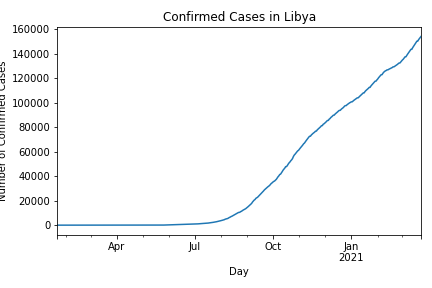 Confirmed Cases in Libya
160000
140000
120000
100000
80000
60000
40000
20000
0
Number of Confirmed Cases
Apr
Jul
Oct
Jan
2021
Day